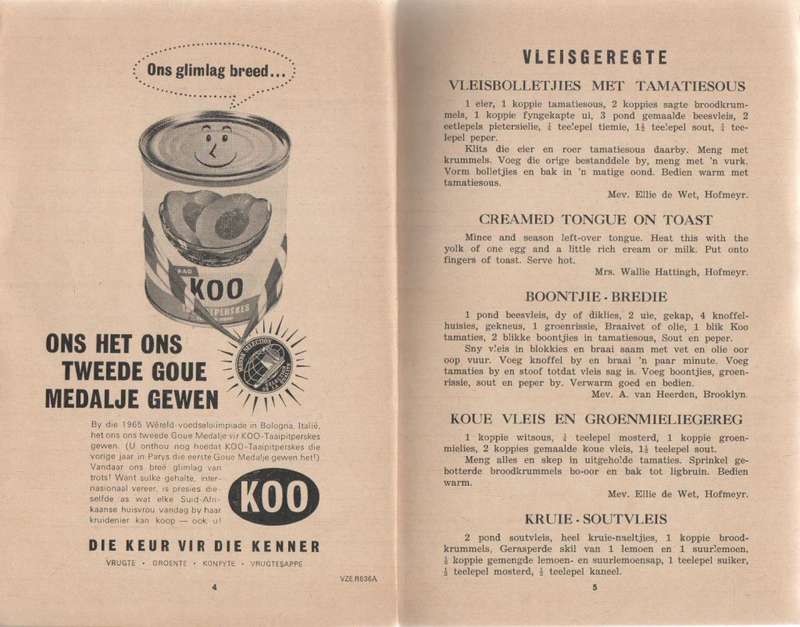 Ons glimlag breed...
KOO
ONS HET ONS
TWEEDE GOUE
MEDALJE GEWEN
By die 1965 Wêreld-voedselolimpiade in Bologna, Italië,
het ons ons tweede Goue Medalje vir KOO-Taaipitperskes
gewen. (U onthou nog hoedat KOO-Taaipitperskes die
vorige jaar in Parys die eerste Goue Medalje gewen het!)
Vandaar ons breë glimlag van
trots! Want sulke gehalte, inter-
nasionaal vereer, is presies die-
selfde as wat elke Suid-Afri-
kaanse huisvrou vandag by haar
kruidenier kan koop — ook u!
KOO
DIE KEUR VIR DIE KENNER
VRUGTE • GROENTE • KONFYTE • VRUGTESAPPE
VZE.R636A
4
VLEISGEREGTE
VLEISBOLLETJIES MET TAMATIESOUS
1 eier, 1 koppie tamatiesous, 2 koppies sagte broodkrum-
mels, 1 koppie fyngekapte ui, 3 pond gemaalde beesvleis, 2
eetlepels pietersielie, teelepel tiemie, 1½ teelepel sout, tee-
lepel peper.
Klits die eier en roer tamatiesous daarby. Meng met
krummels. Voeg die orige bestanddele by, meng met 'n vurk.
Vorm bolletjies en bak in 'n matige oond. Bedien warm met
tamatiesous.
Mev. Ellie de Wet, Hofmeyr.
CREAMED TONGUE ON TOAST
Mince and season left-over tongue. Heat this with the
yolk of one egg and a little rich cream or milk. Put onto
fingers of toast. Serve hot.
Mrs. Wallie Hattingh, Hofmeyr.
BOONTJIE - BREDIE
1 pond beesvleis, dy of diklies, 2 uie, gekap, 4 knoffel-
huisies, gekneus, 1 groenrissie, Braaivet of olie, 1 blik Koo
tamaties, 2 blikke boontjies in tamatiesous, Sout en peper.
Sny vleis in blokkies en braai saam met vet en olie oor
oop vuur. Voeg knoffel by en braai 'n paar minute. Voeg
tamaties by en stoof totdat vleis sag is. Voeg boontjies, groen-
rissie, sout en peper by. Verwarm goed en bedien.
Mev. A. van Heerden, Brooklyn.
KOUE VLEIS EN GROENMIELIEGEREG
1 koppie witsous, teelepel mosterd, 1 koppie groen-
mielies, 2 koppies gemaalde koue vleis, 1½ teelepel sout.
Meng alles en skep in uitgeholde tamaties. Sprinkel ge-
botterde broodkrummels bo-oor en bak tot ligbruin. Bedien
warm.
Mev. Ellie de Wet, Hofmeyr.
KRUIE - SOUTVLEIS
2 pond soutvleis, heel kruie-naeltjies, 1 koppie brood-
krummels, Gerasperde skil van 1 lemoen en 1 suurlemoen,
½ koppie gemengde lemoen- en suurlemoensap, 1 teelepel suiker,
½ teelepel mosterd, ½ teelepel kaneel.
5